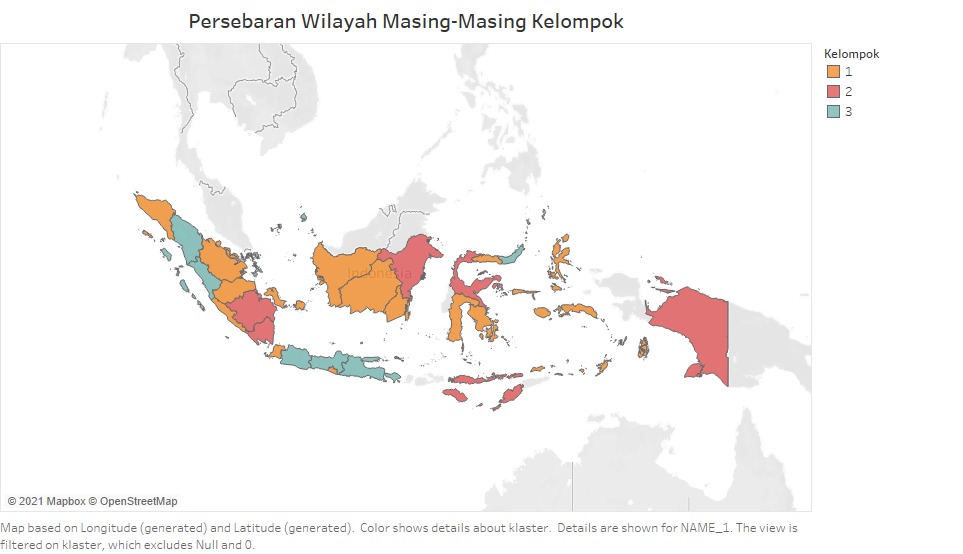 Persebaran Wilayah Masing-Masing Kelompok
Kelompok
1
2
3
Indonesia
© 2021 Mapbox © OpenStreetMap
Map based on Longitude (generated) and Latitude (generated). Color shows details about klaster. Details are shown for NAME_1. The view is
filtered on klaster, which excludes Null and 0.